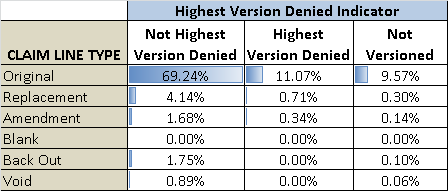 Highest Version Denied Indicator
CLAIM LINE TYPE Not Highest Version Denied Highest Version Denied Not Versioned
Original 69.24% 11.07% 9.57%
Replacement 4.14% 0.71% 0.30%
Amendment 1.68% 0.34% 0.14%
Blank 0.00% 0.00% 0.00%
Back Out 1.75% 0.00% 0.10%
Void 0.89% 0.00% 0.06%